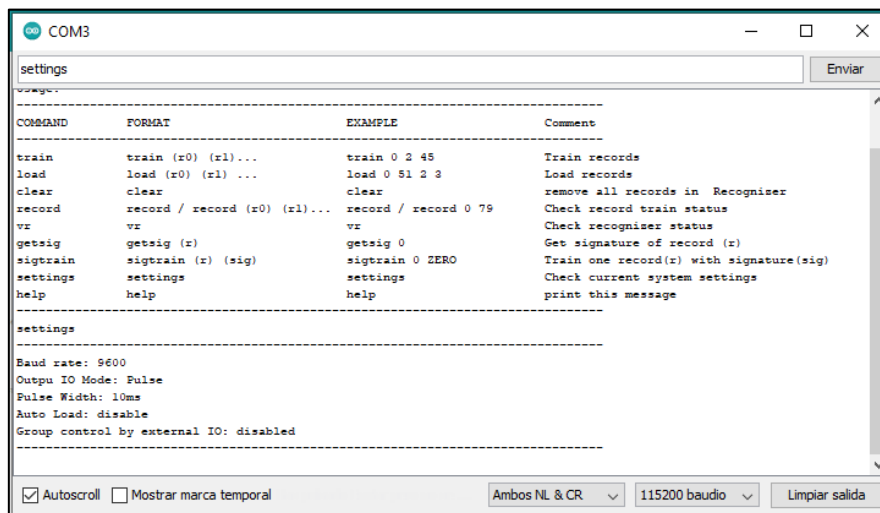 COM3
settings
Enviar
usage:
COMMAND FORMAT EXAMPLE Comment
train train (r0) (r1)... train 0 2 45 Train records
load load (r0) (r1) ... load 0 51 2 3 Load records
clear clear clear remove all records in Recognizer
record record / record (r0) (r1)... record / record 0 79 Check record train status
vr vr vr Check recognizer status
getsig getsig (r) getsig 0 Get signature of record (r)
sigtrain sigtrain (r) (sig) sigtrain 0 ZERO Train one record(r) with signature(sig)
settings settings settings Check current system settings
help help help print this message
settings
Baud rate: 9600
Outpu IO Mode: Pulse
Pulse Width: 10ms
Auto Load: disable
Group control by external IO: disabled
Autoscroll Mostrar marca temporal Ambos NL & CR 115200 baudio Limpiar salida